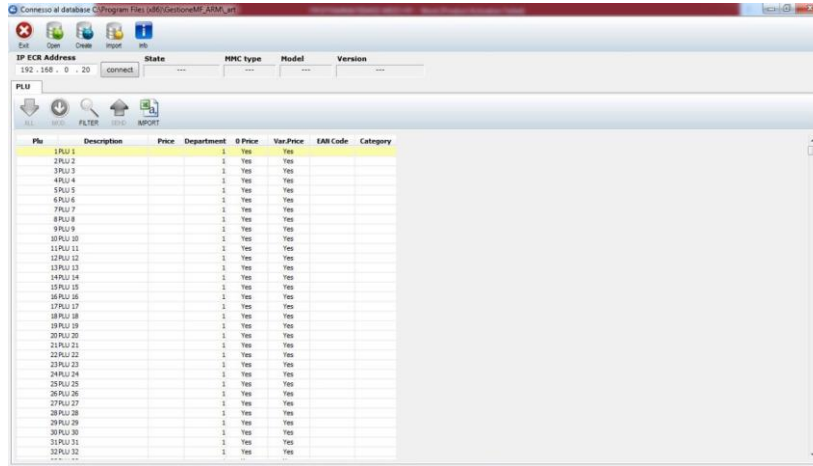 Connesso al database C:\Program Files (x86)\GestioneMF_ARM\_art
Exit Open Create Import Info
IP ECR Address State MMC type Model Version
192 . 168 . 0 . 20 connect --- --- --- ---
PLU
ALL MOD FILTER SEND IMPORT
Plu Description Price Department 0 Price Var.Price EAN Code Category
1 PLU 1 1 Yes Yes
2 PLU 2 1 Yes Yes
3 PLU 3 1 Yes Yes
4 PLU 4 1 Yes Yes
5 PLU 5 1 Yes Yes
6 PLU 6 1 Yes Yes
7 PLU 7 1 Yes Yes
8 PLU 8 1 Yes Yes
9 PLU 9 1 Yes Yes
10 PLU 10 1 Yes Yes
11 PLU 11 1 Yes Yes
12 PLU 12 1 Yes Yes
13 PLU 13 1 Yes Yes
14 PLU 14 1 Yes Yes
15 PLU 15 1 Yes Yes
16 PLU 16 1 Yes Yes
17 PLU 17 1 Yes Yes
18 PLU 18 1 Yes Yes
19 PLU 19 1 Yes Yes
20 PLU 20 1 Yes Yes
21 PLU 21 1 Yes Yes
22 PLU 22 1 Yes Yes
23 PLU 23 1 Yes Yes
24 PLU 24 1 Yes Yes
25 PLU 25 1 Yes Yes
26 PLU 26 1 Yes Yes
27 PLU 27 1 Yes Yes
28 PLU 28 1 Yes Yes
29 PLU 29 1 Yes Yes
30 PLU 30 1 Yes Yes
31 PLU 31 1 Yes Yes
32 PLU 32 1 Yes Yes